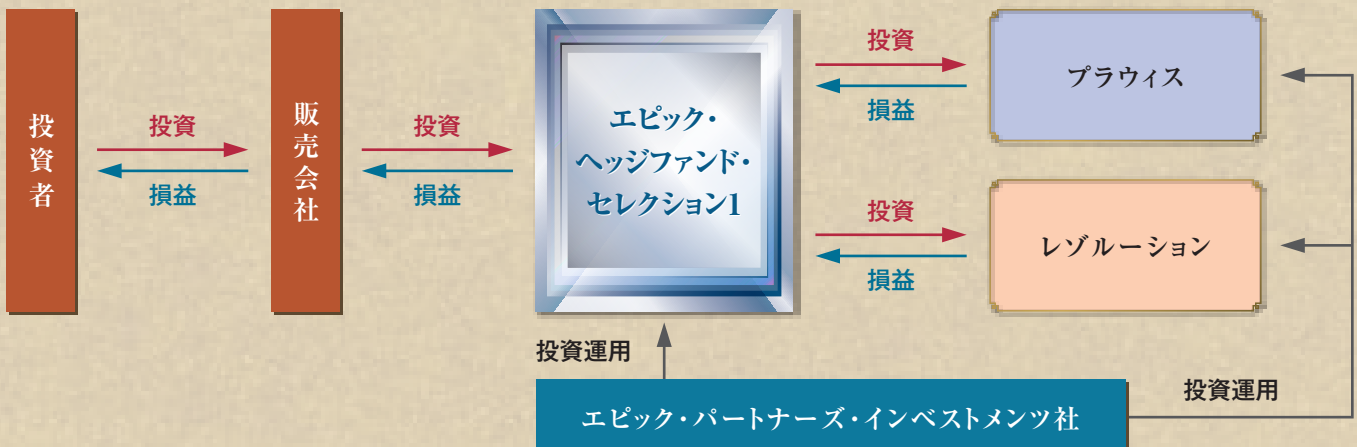 投資者
投資
損益
販売会社
投資
損益
エピック・
ヘッジファンド・
セレクション1
投資
損益
プラウィス
投資
損益
レゾルーション
投資運用
エピック・パートナーズ・インベストメンツ社
投資運用